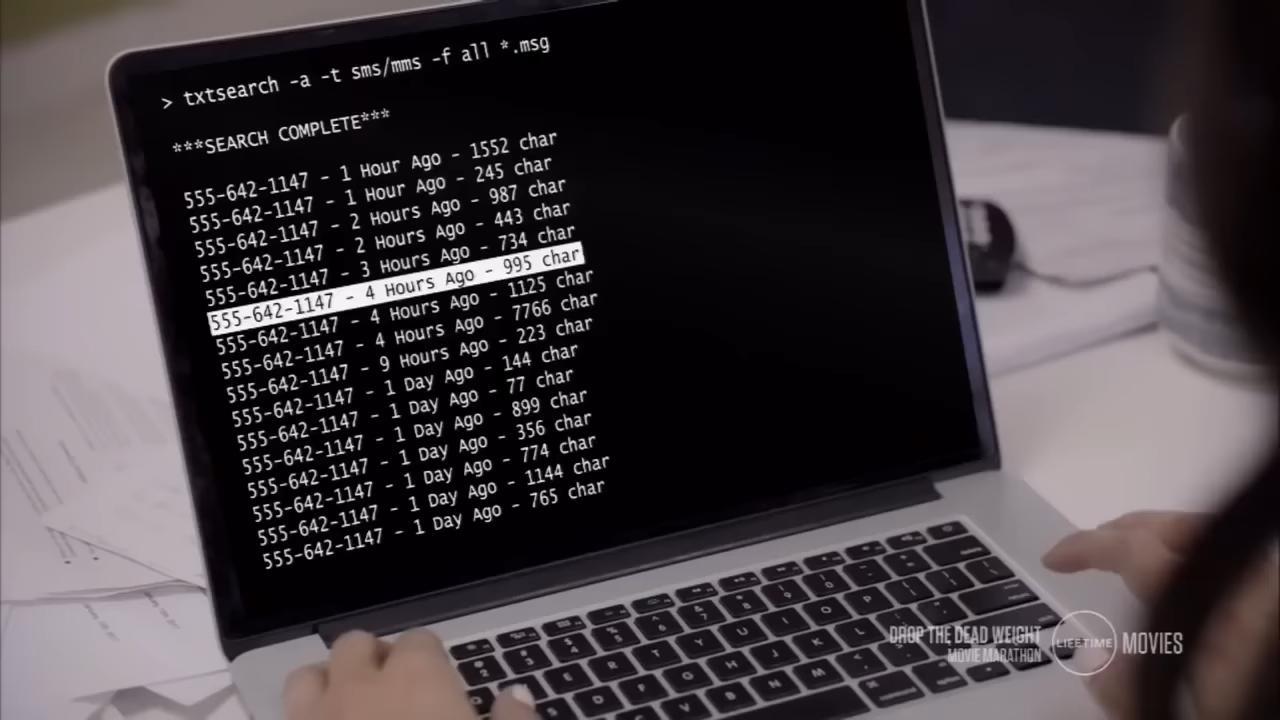 > txtsearch -a -t sms/mms -f all *.msg
***SEARCH COMPLETE***
555-642-1147 - 1 Hour Ago - 1552 char
555-642-1147 - 1 Hour Ago - 245 char
555-642-1147 - 2 Hours Ago - 987 char
555-642-1147 - 2 Hours Ago - 443 char
555-642-1147 - 3 Hours Ago - 734 char
555-642-1147 - 4 Hours Ago - 995 char
555-642-1147 - 4 Hours Ago - 1125 char
555-642-1147 - 4 Hours Ago - 7766 char
555-642-1147 - 9 Hours Ago - 223 char
555-642-1147 - 1 Day Ago - 144 char
555-642-1147 - 1 Day Ago - 77 char
555-642-1147 - 1 Day Ago - 899 char
555-642-1147 - 1 Day Ago - 356 char
555-642-1147 - 1 Day Ago - 774 char
555-642-1147 - 1 Day Ago - 1144 char
555-642-1147 - 1 Day Ago - 765 char
DROP THE DEAD WEIGHT
MOVIE MARATHON
LIFETIME MOVIES